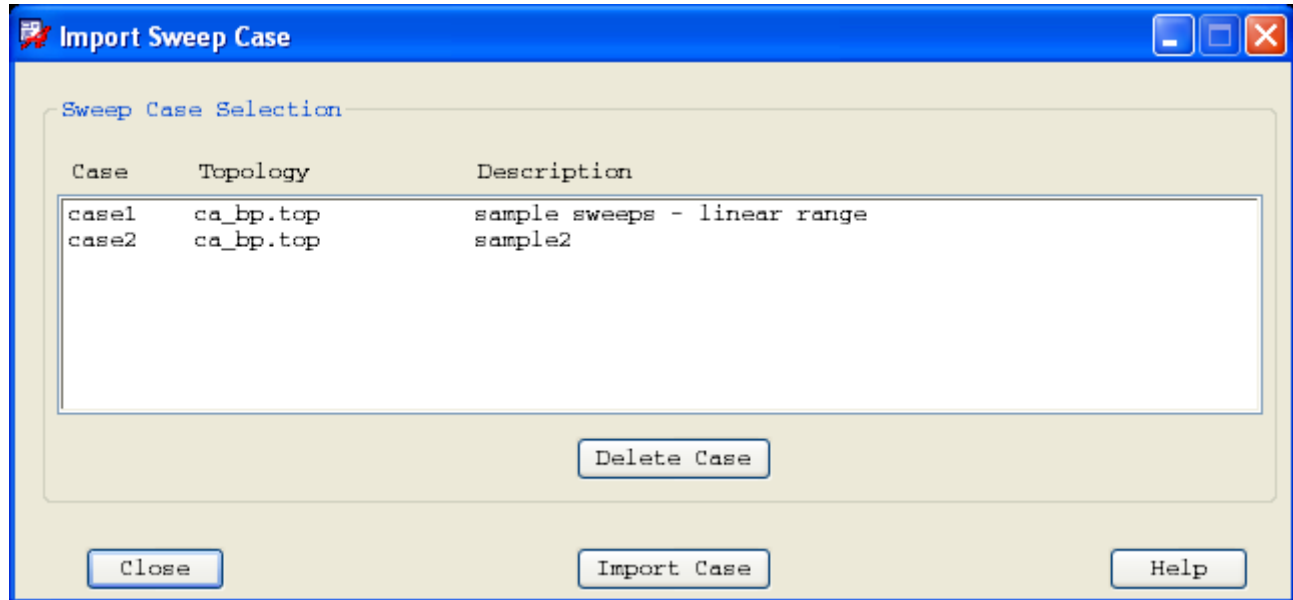 Import Sweep Case
Sweep Case Selection
Case Topology Description
case1 ca_bp.top sample sweeps - linear range
case2 ca_bp.top sample2
Delete Case
Close Import Case Help